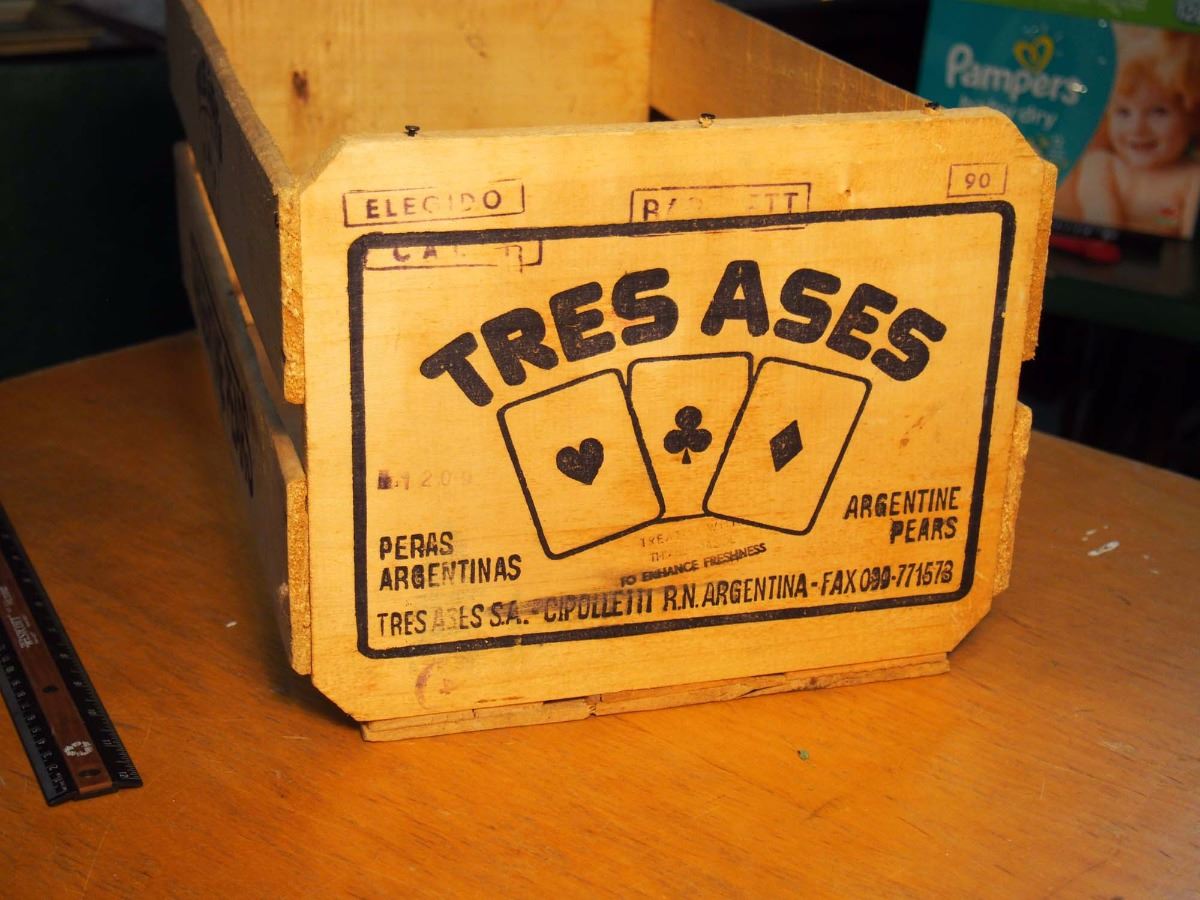 Pampers
dry
ELEGIDO
90
TRES ASES
PERAS
ARGENTINAS
ARGENTINE
PEARS
TO ENHANCE FRESHNESS
TRES ASES S.A. - CIPOLLETTI R.N. ARGENTINA - FAX 099-771573